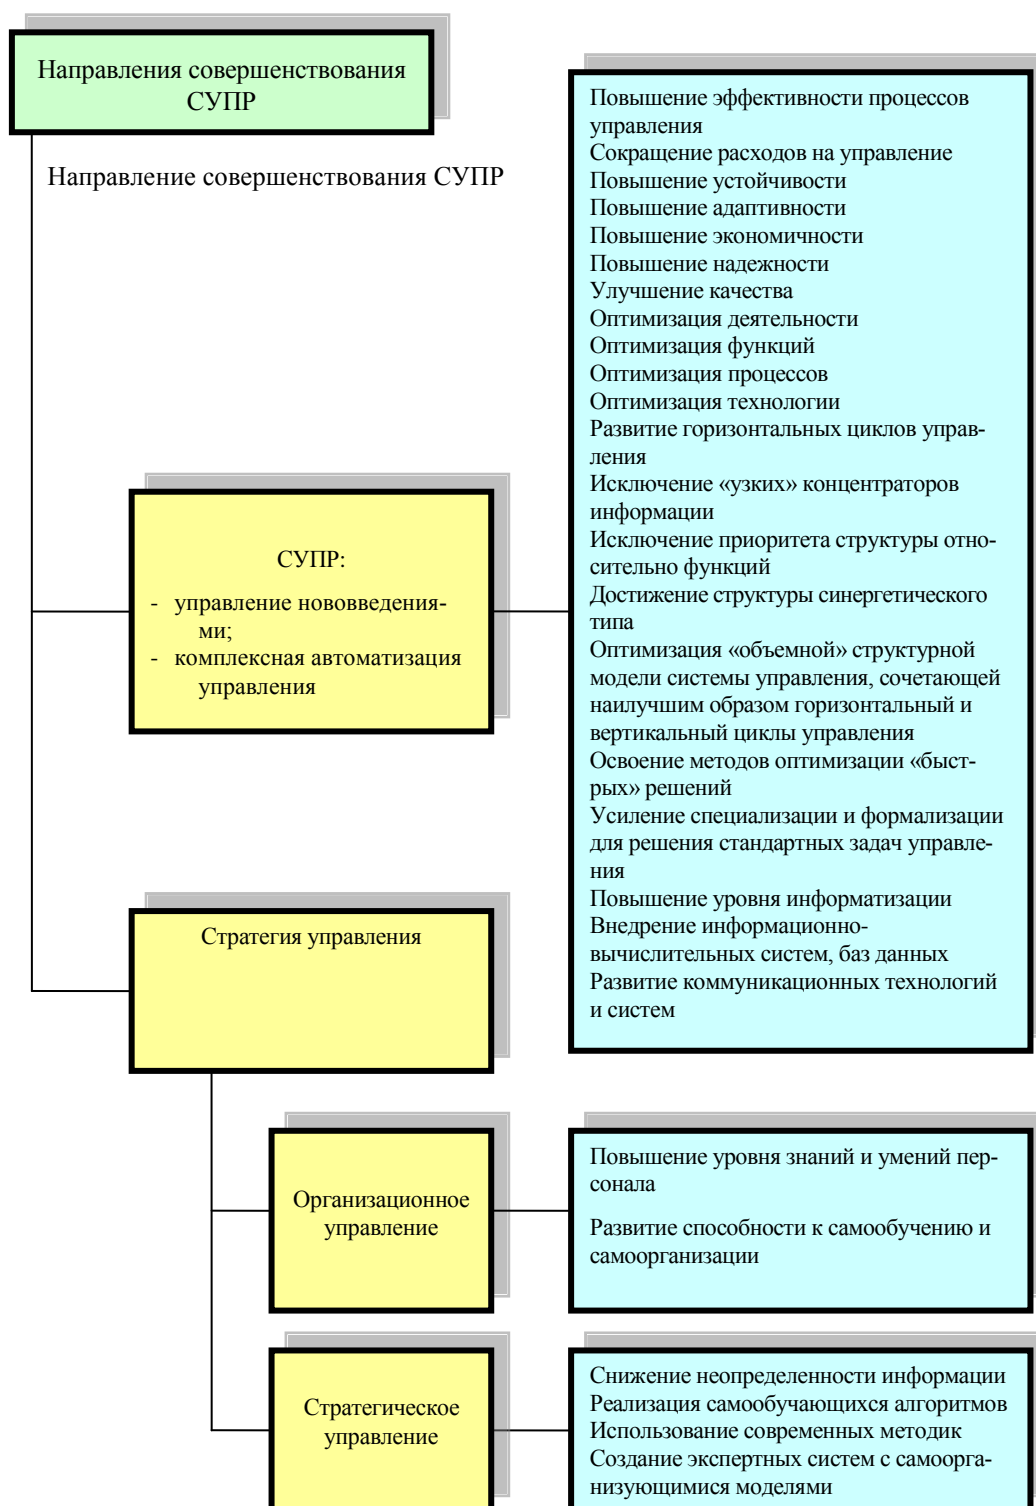 Направления совершенствования
СУПР
Направление совершенствования СУПР
Повышение эффективности процессов
управления
Сокращение расходов на управление
Повышение устойчивости
Повышение адаптивности
Повышение экономичности
Повышение надежности
Улучшение качества
Оптимизация деятельности
Оптимизация функций
Оптимизация процессов
Оптимизация технологии
Развитие горизонтальных циклов управ-
ления
Исключение «узких» концентраторов
информации
Исключение приоритета структуры отно-
сительно функций
Достижение структуры синергетического
типа
Оптимизация «объемной» структурной
модели системы управления, сочетающей
наилучшим образом горизонтальный и
вертикальный циклы управления
Освоение методов оптимизации «быст-
рых» решений
Усиление специализации и формализации
для решения стандартных задач управле-
ния
Повышение уровня информатизации
Внедрение информационно-
вычислительных систем, баз данных
Развитие коммуникационных технологий
и систем
СУПР:
- управление нововведения-
ми;
- комплексная автоматизация
управления
Стратегия управления
Организационное
управление
Повышение уровня знаний и умений пер-
сонала
Развитие способности к самообучению и
самоорганизации
Стратегическое
управление
Снижение неопределенности информации
Реализация самообучающихся алгоритмов
Использование современных методик
Создание экспертных систем с самоорга-
низующимися моделями